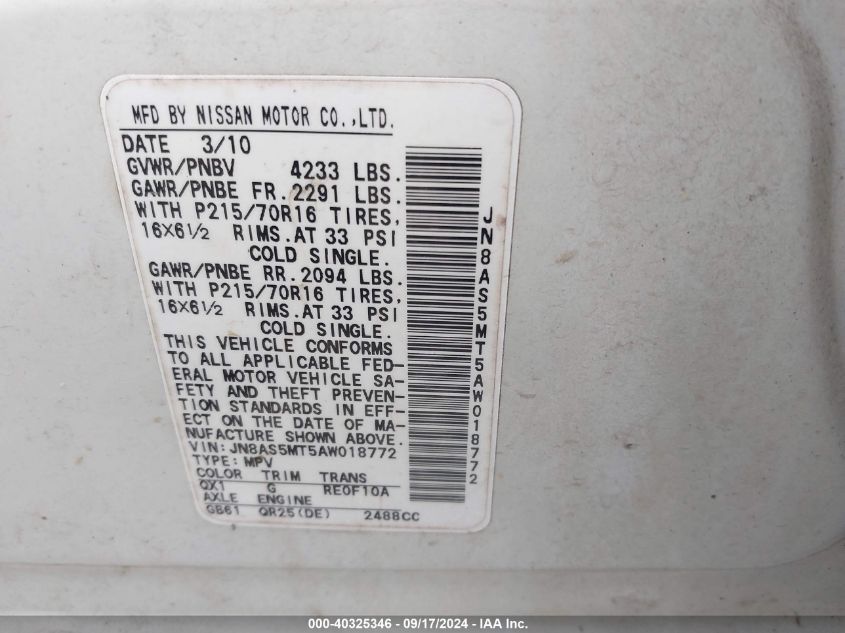 MFD BY NISSAN MOTOR CO.,LTD.
DATE 3/10
GVWR/PNBV 4233 LBS.
GAWR/PNBE FR. 2291 LBS.
WITH P215/70R16 TIRES,
16X6½ RIMS.AT 33 PSI
COLD SINGLE.
GAWR/PNBE RR. 2094 LBS.
WITH P215/70R16 TIRES,
16X6½ RIMS.AT 33 PSI
COLD SINGLE.
THIS VEHICLE CONFORMS
TO ALL APPLICABLE FED-
ERAL MOTOR VEHICLE SA-
FETY AND THEFT PREVEN-
TION STANDARDS IN EFF-
ECT ON THE DATE OF MA-
NUFACTURE SHOWN ABOVE.
VIN:JN8AS5MT5AW018772
TYPE: MPV
COLOR TRIM TRANS
QX1 G RE0F10A
AXLE ENGINE
GB61 QR25(DE) 2488CC
JN8AS5MT5AW018772
000-40325346 - 09/17/2024 - IAA Inc.